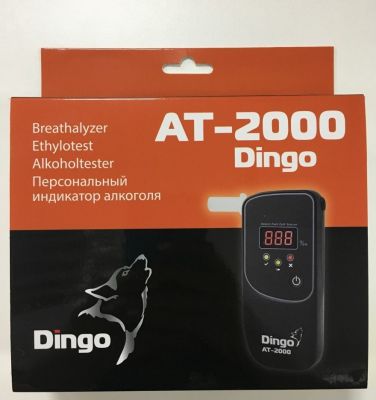 Breathalyzer
Ethylotest
Alkoholtester
Персональный
индикатор алкоголя
AT-2000
Dingo
888
Dingo
Dingo
AT-2000